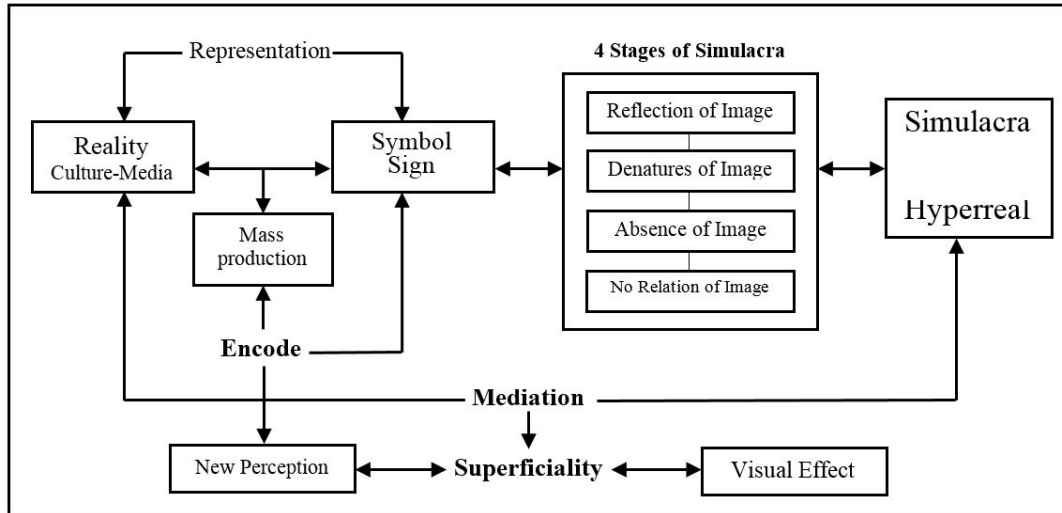 Representation
4 Stages of Simulacra
Reality
Culture-Media
Symbol
Sign
Reflection of Image
Denatures of Image
Absence of Image
No Relation of Image
Simulacra
Hyperreal
Mass
production
Encode
Mediation
New Perception
Superficiality
Visual Effect